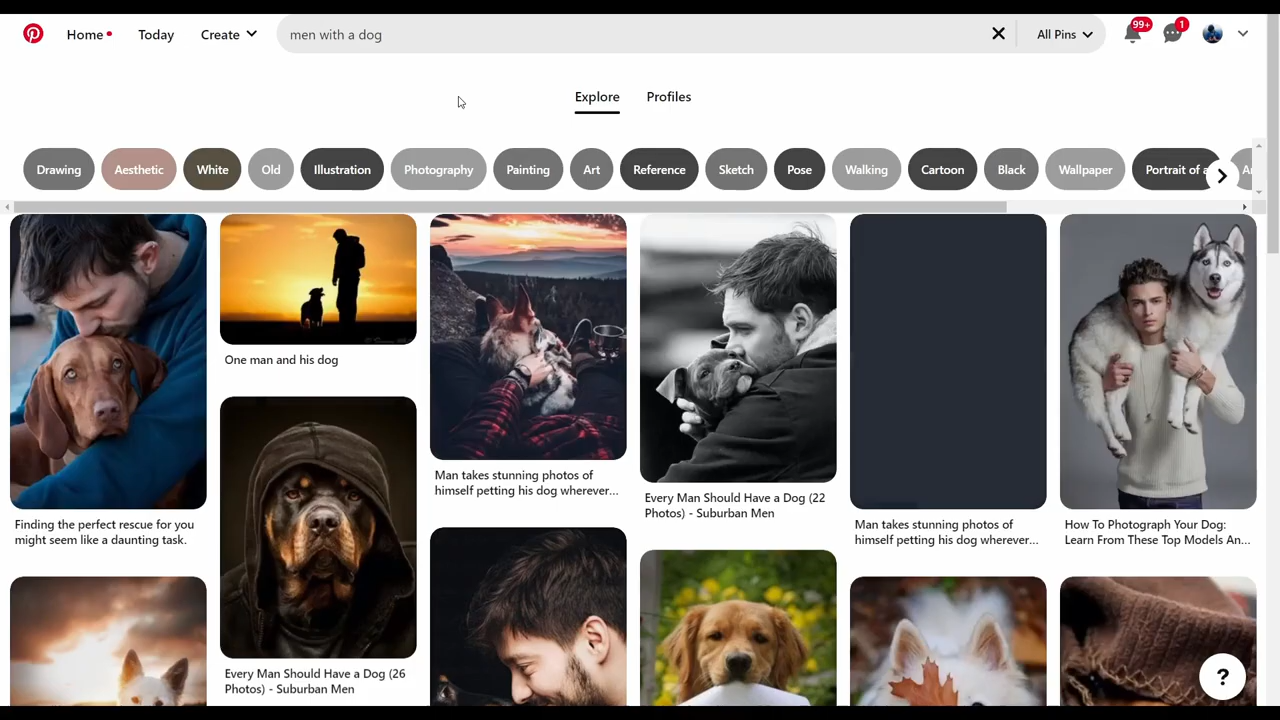 Home
Today
Create
men with a dog
All Pins
99+
1
Explore
Profiles
Drawing
Aesthetic
White
Old
Illustration
Photography
Painting
Art
Reference
Sketch
Pose
Walking
Cartoon
Black
Wallpaper
Portrait of
One man and his dog
Man takes stunning photos of
himself petting his dog wherever...
Every Man Should Have a Dog (22
Photos) - Suburban Men
Finding the perfect rescue for you
might seem like a daunting task.
Man takes stunning photos of
himself petting his dog wherever...
How To Photograph Your Dog:
Learn From These Top Models An...
Every Man Should Have a Dog (26
Photos) - Suburban Men
?